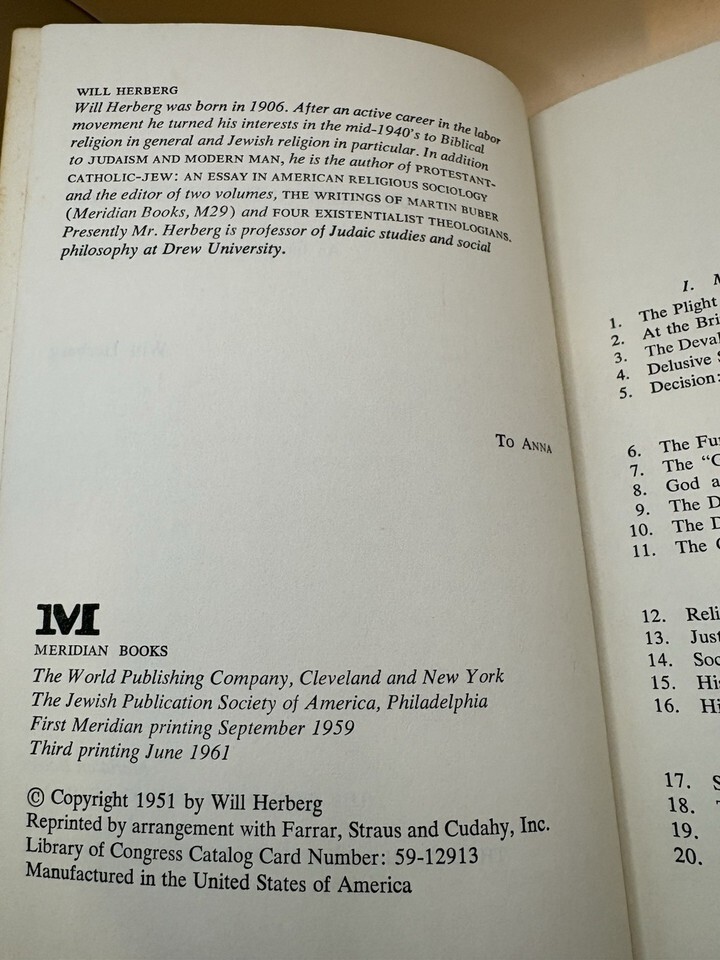 WILL HERBERG
Will Herberg was born in 1906. After an active career in the labor
movement he turned his interests in the mid-1940's to Biblical
religion in general and Jewish religion in particular. In addition
to JUDAISM AND MODERN MAN, he is the author of PROTESTANT-
CATHOLIC-JEW: AN ESSAY IN AMERICAN RELIGIOUS SOCIOLOGY
and the editor of two volumes, THE WRITINGS OF MARTIN BUBER
(Meridian Books, M29) and FOUR EXISTENTIALIST THEOLOGIANS.
Presently Mr. Herberg is professor of Judaic studies and social
philosophy at Drew University.
To ANNA
M
MERIDIAN BOOKS
The World Publishing Company, Cleveland and New York
The Jewish Publication Society of America, Philadelphia
First Meridian printing September 1959
Third printing June 1961
© Copyright 1951 by Will Herberg
Reprinted by arrangement with Farrar, Straus and Cudahy, Inc.
Library of Congress Catalog Card Number: 59-12913
Manufactured in the United States of America
I.
1. The Plight
2. At the
3. The
4. Delusive
5. Decision:
6. The
7. The
8. God
9. The
10. The
11. The
12.
13.
14.
15.
16.
17.
18.
19.
20.